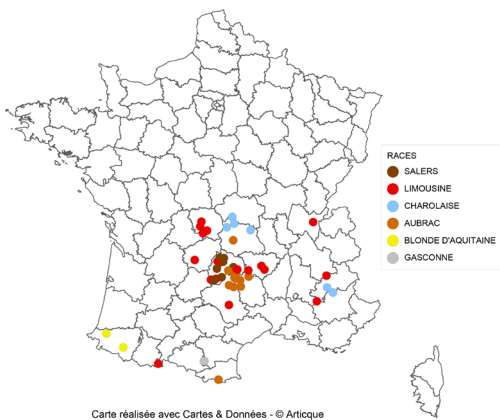 RACES
SALERS
LIMOUSINE
CHAROLAISE
AUBRAC
BLONDE D'AQUITAINE
GASCONNE
Carte réalisée avec Cartes & Données - © Articque